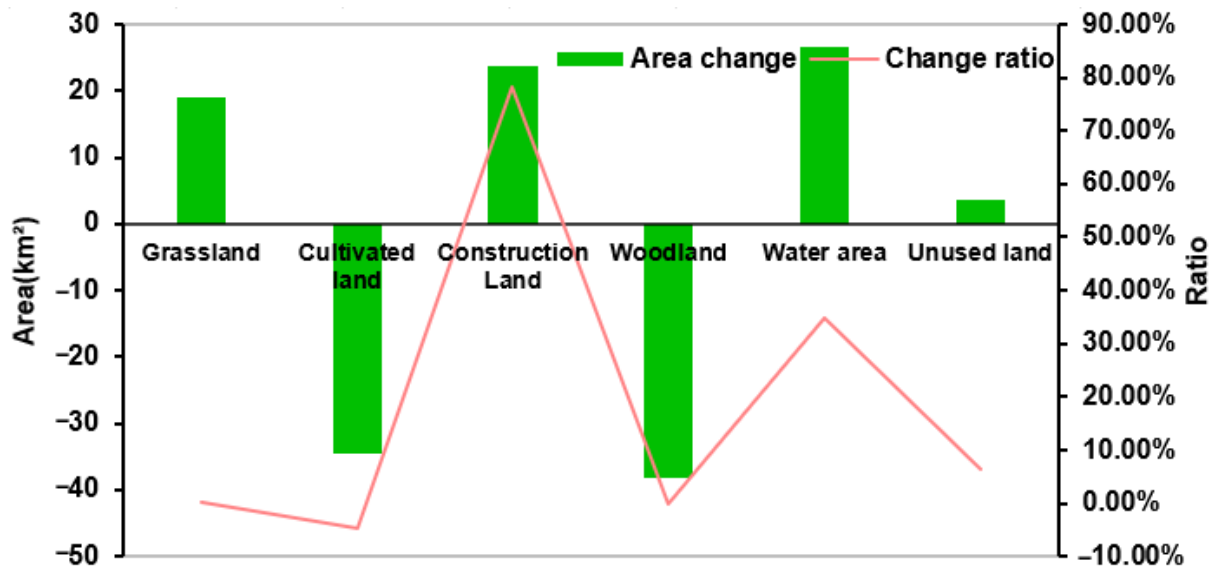 30
20
10
0
−10
−20
−30
−40
−50
Area(km²)
Area change
Change ratio
Grassland
Cultivated
land
Construction
Land
Woodland
Water area
Unused land
90.00%
80.00%
70.00%
60.00%
50.00%
40.00%
30.00%
20.00%
10.00%
0.00%
−10.00%
Ratio